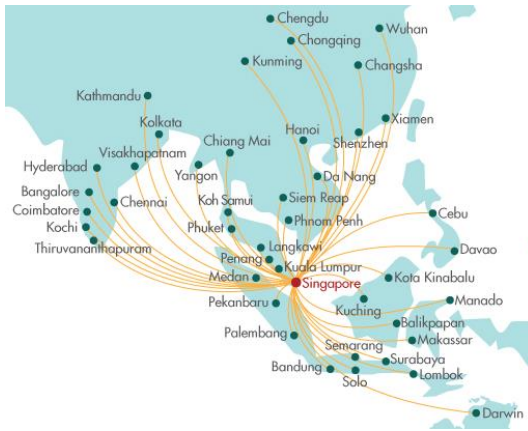 Chengdu
Wuhan
Chongqing
Kunming
Changsha
Kathmandu
Kolkata
Xiamen
Hanoi
Chiang Mai
Shenzhen
Visakhapatnam
Hyderabad
Yangon
Da Nang
Bangalore
Koh Samui
Siem Reap
Chennai
Coimbatore
Cebu
Phnom Penh
Kochi
Phuket
Thiruvananthapuram
Langkawi
Davao
Penang
Kuala Lumpur
Medan
Kota Kinabalu
Singapore
Pekanbaru
Kuching
Manado
Balikpapan
Palembang
Makassar
Semarang
Surabaya
Bandung
Solo
Lombok
Darwin